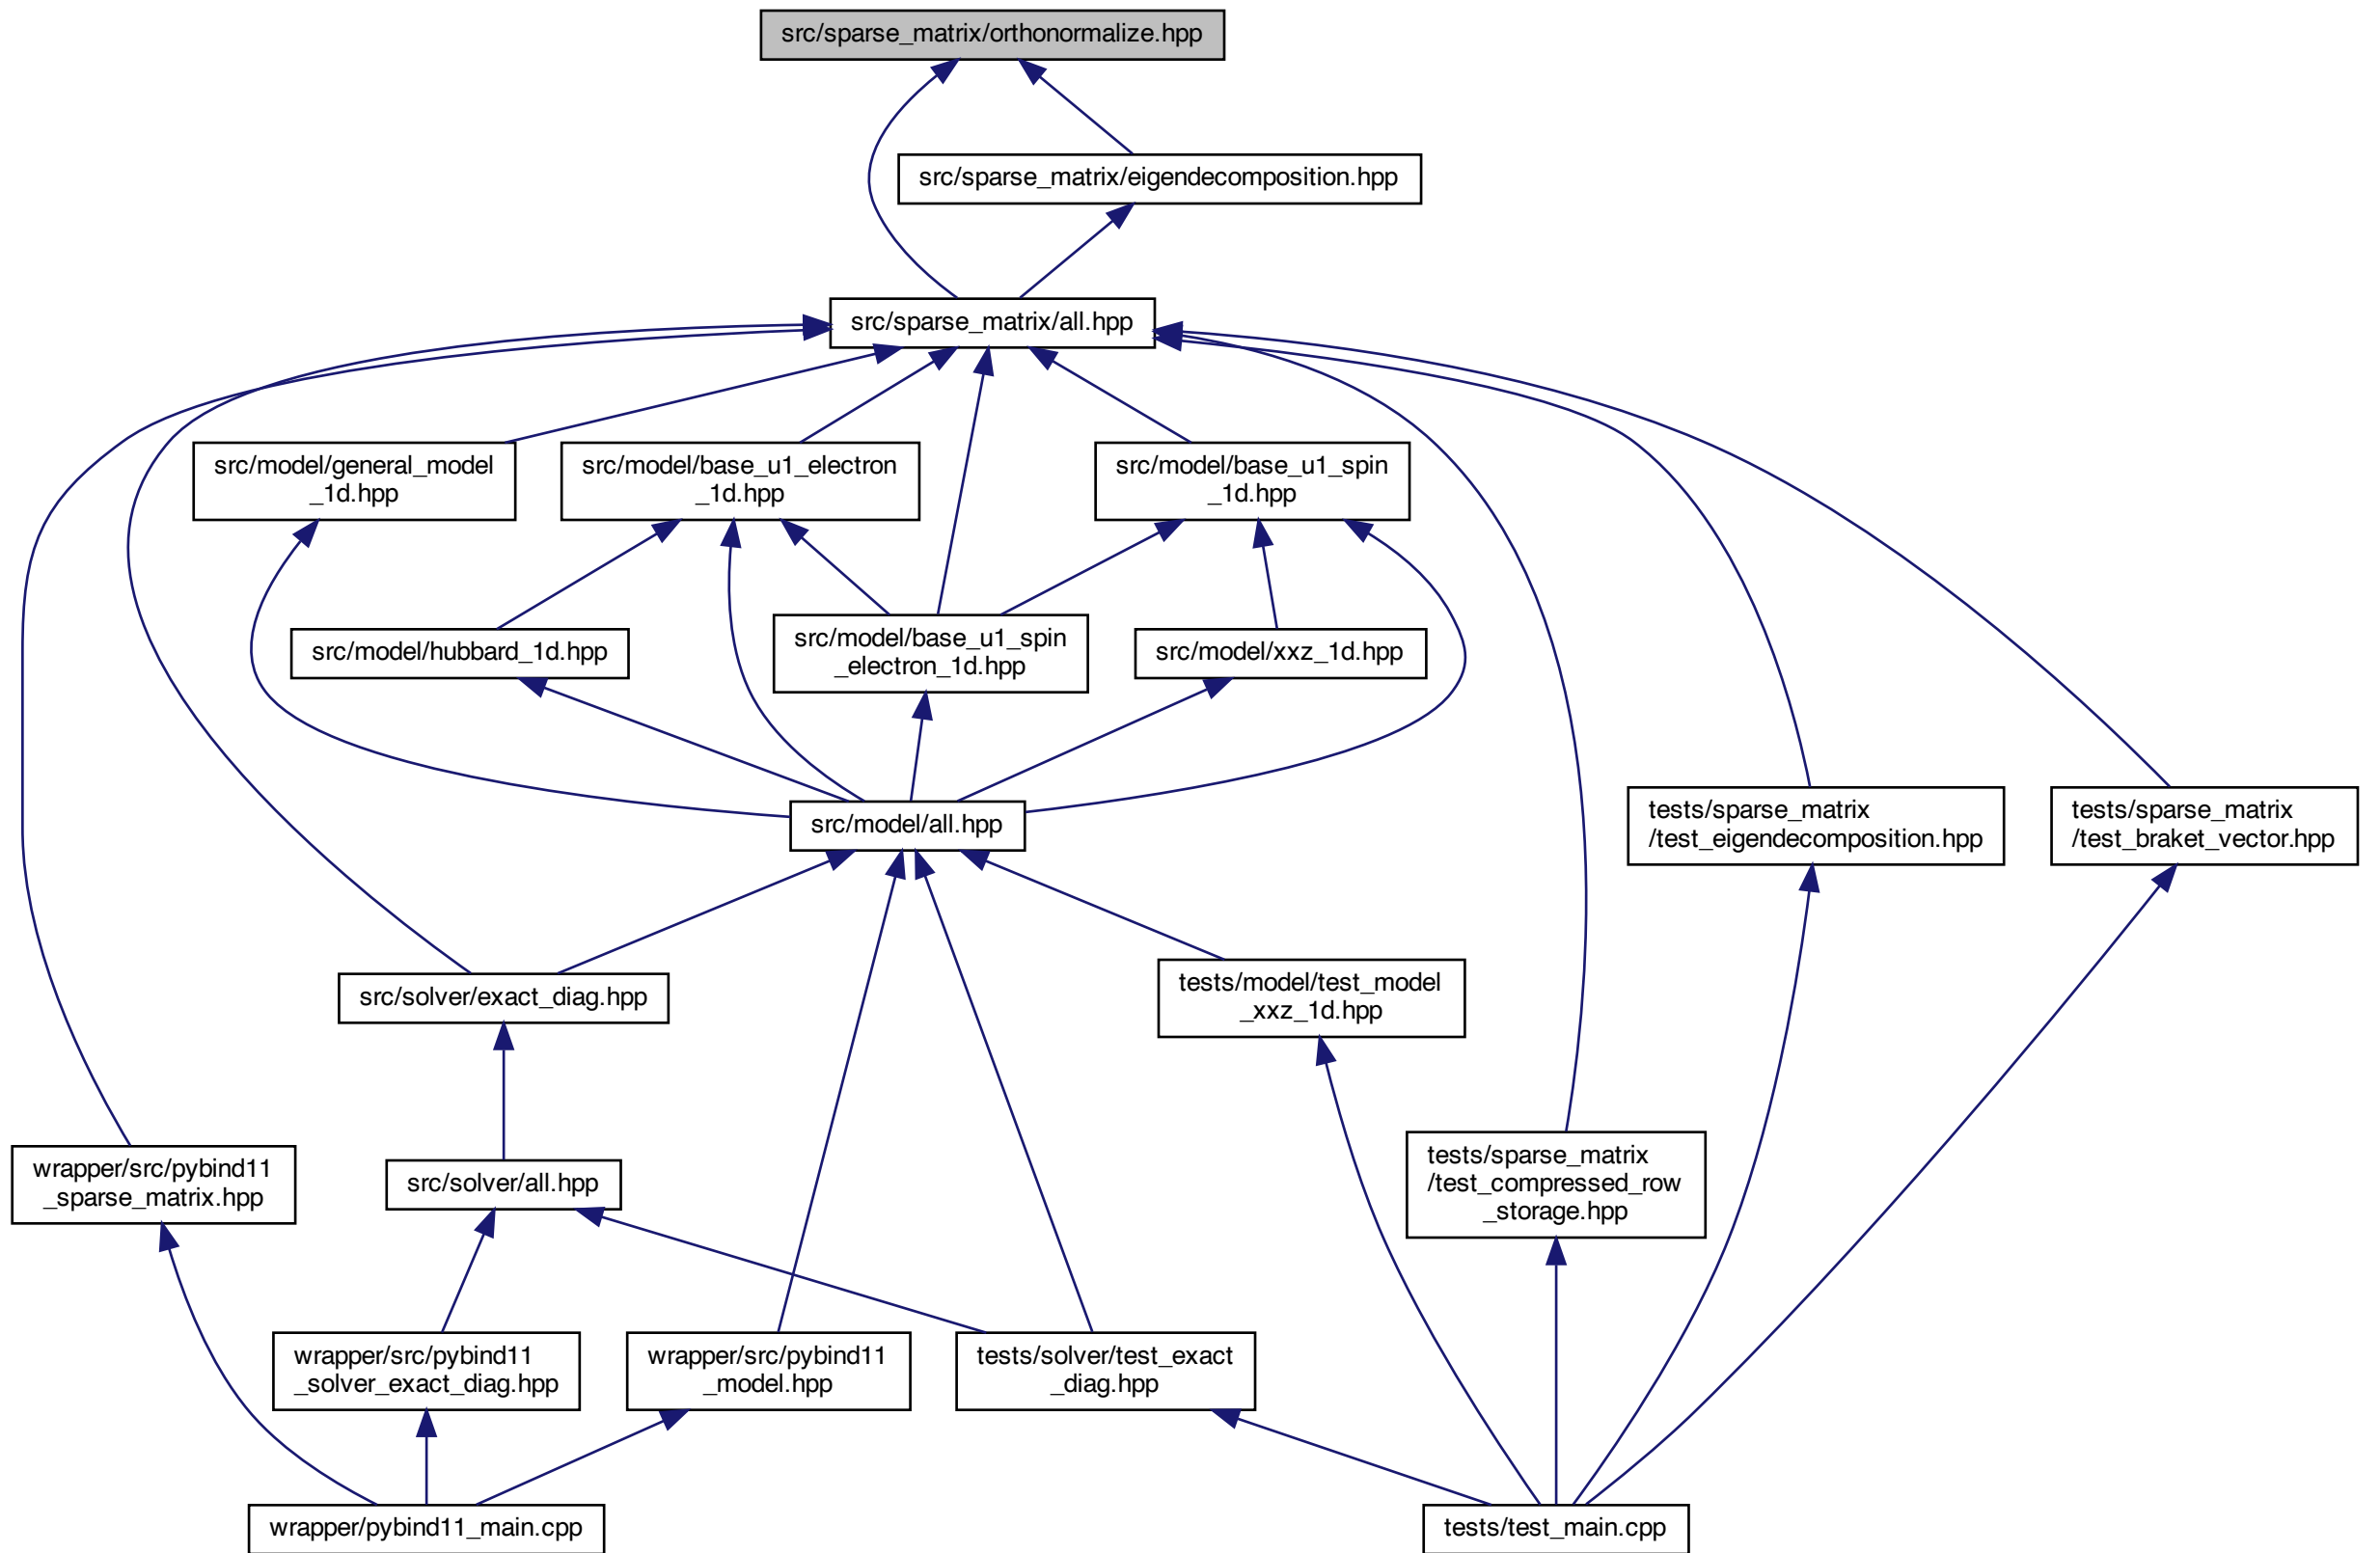 src/sparse_matrix/orthonormalize.hpp
src/sparse_matrix/eigendecomposition.hpp
src/sparse_matrix/all.hpp
src/model/general_model
_1d.hpp
src/model/base_u1_electron
_1d.hpp
src/model/base_u1_spin
_1d.hpp
src/model/hubbard_1d.hpp
src/model/base_u1_spin
_electron_1d.hpp
src/model/xxz_1d.hpp
src/model/all.hpp
tests/sparse_matrix
/test_eigendecomposition.hpp
tests/sparse_matrix
/test_braket_vector.hpp
src/solver/exact_diag.hpp
tests/model/test_model
_xxz_1d.hpp
wrapper/src/pybind11
_sparse_matrix.hpp
src/solver/all.hpp
tests/sparse_matrix
/test_compressed_row
_storage.hpp
wrapper/src/pybind11
_solver_exact_diag.hpp
wrapper/src/pybind11
_model.hpp
tests/solver/test_exact
_diag.hpp
wrapper/pybind11_main.cpp
tests/test_main.cpp